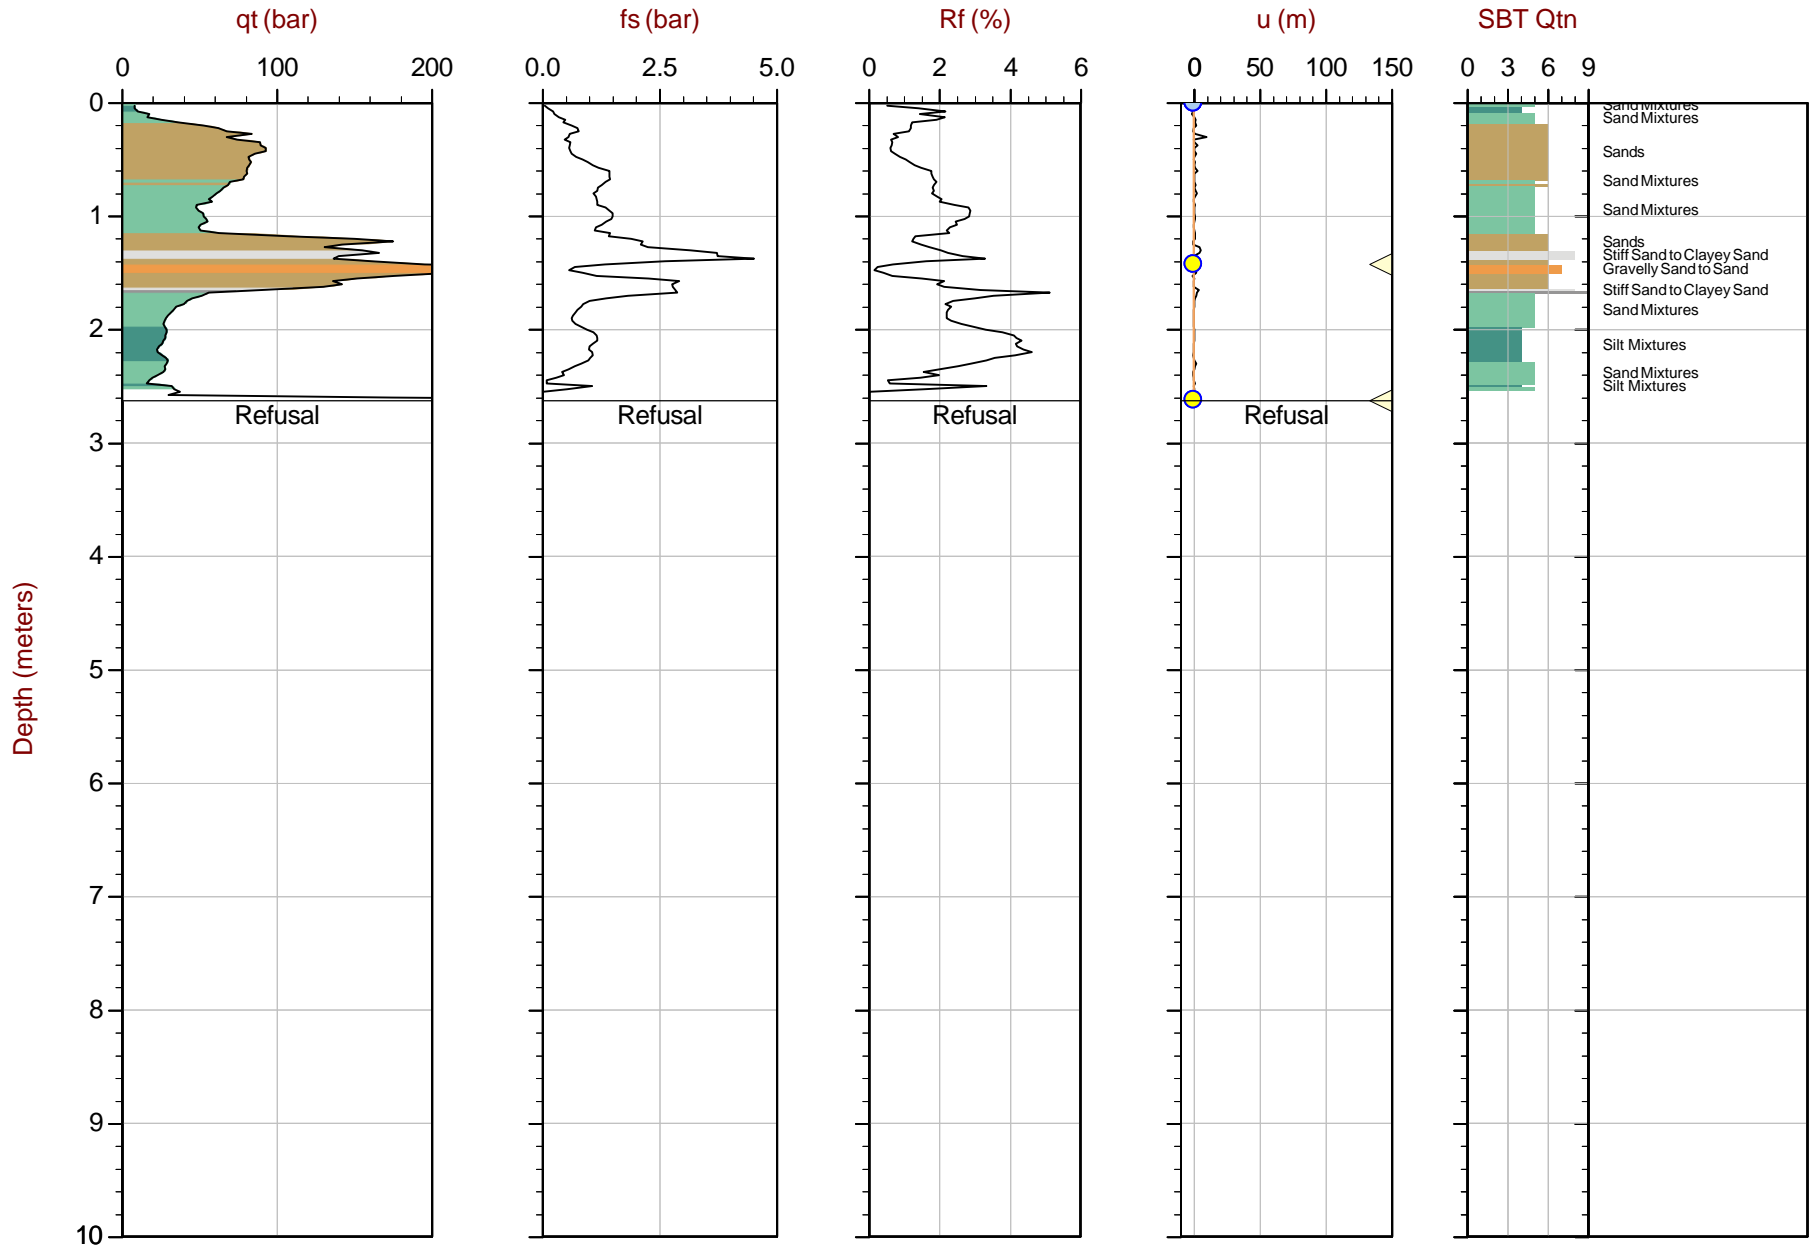 qt (bar) fs (bar) Rf (%) u (m) SBT Qtn
0 100 200 0.0 2.5 5.0 0 2 4 6 0 50 100 150 0 3 6 9
0
Sand Mixtures
Sand Mixtures
Sands
Sand Mixtures
Sand Mixtures
1
Sands
Stiff Sand to Clayey Sand
Gravelly Sand to Sand
Stiff Sand to Clayey Sand
Sand Mixtures
2
Silt Mixtures
Sand Mixtures
Silt Mixtures
Refusal Refusal Refusal Refusal
3
4
5
Depth (meters)
6
7
8
9
10